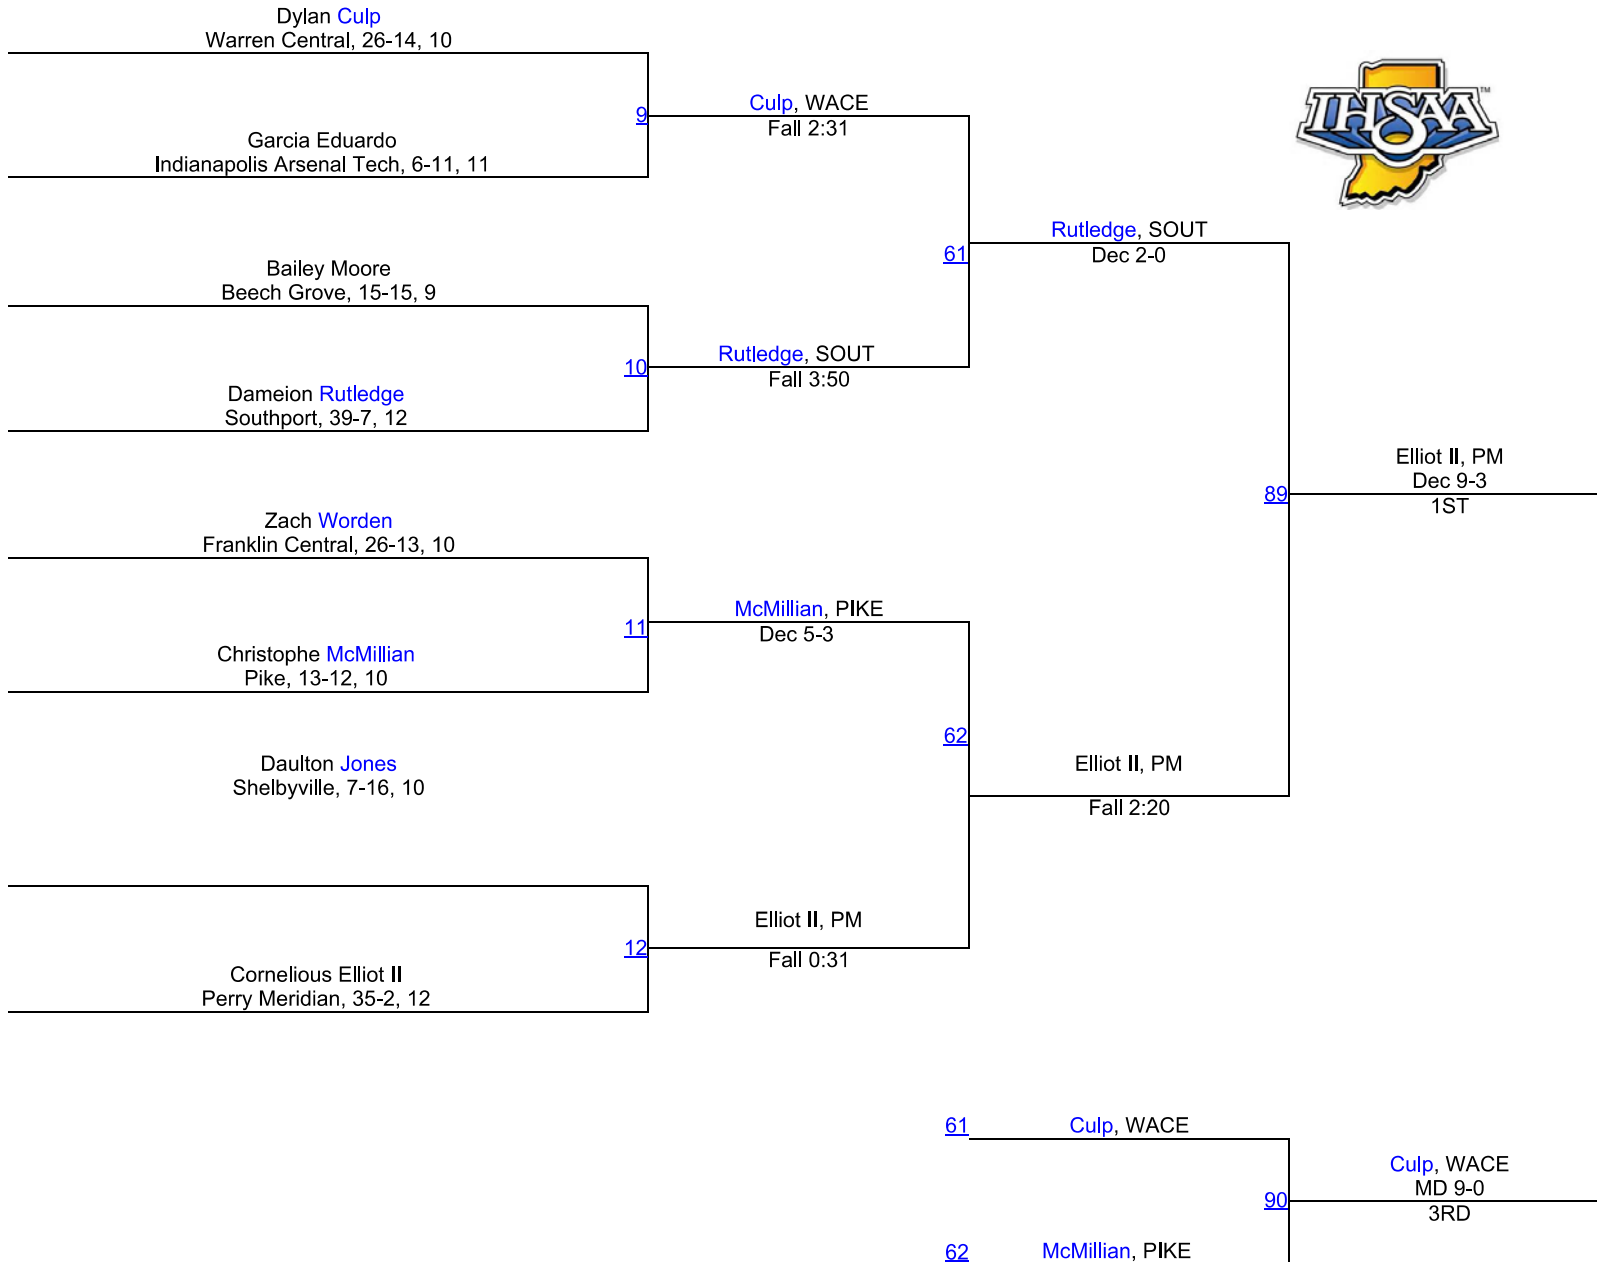 Dylan Culp
Warren Central, 26-14, 10
9
Culp, WACE
Fall 2:31
Garcia Eduardo
Indianapolis Arsenal Tech, 6-11, 11
IHSAA™
61
Rutledge, SOUT
Dec 2-0
Bailey Moore
Beech Grove, 15-15, 9
10
Rutledge, SOUT
Fall 3:50
Dameion Rutledge
Southport, 39-7, 12
89
Elliot II, PM
Dec 9-3
1ST
Zach Worden
Franklin Central, 26-13, 10
11
McMillian, PIKE
Dec 5-3
Christophe McMillian
Pike, 13-12, 10
62
Elliot II, PM
Fall 2:20
Daulton Jones
Shelbyville, 7-16, 10
12
Elliot II, PM
Fall 0:31
Cornelious Elliot II
Perry Meridian, 35-2, 12
61
Culp, WACE
90
Culp, WACE
MD 9-0
3RD
62
McMillian, PIKE